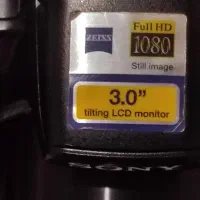 ZEISS
Full HD
1080
Still image
3.0"
tilting LCD monitor
SONY